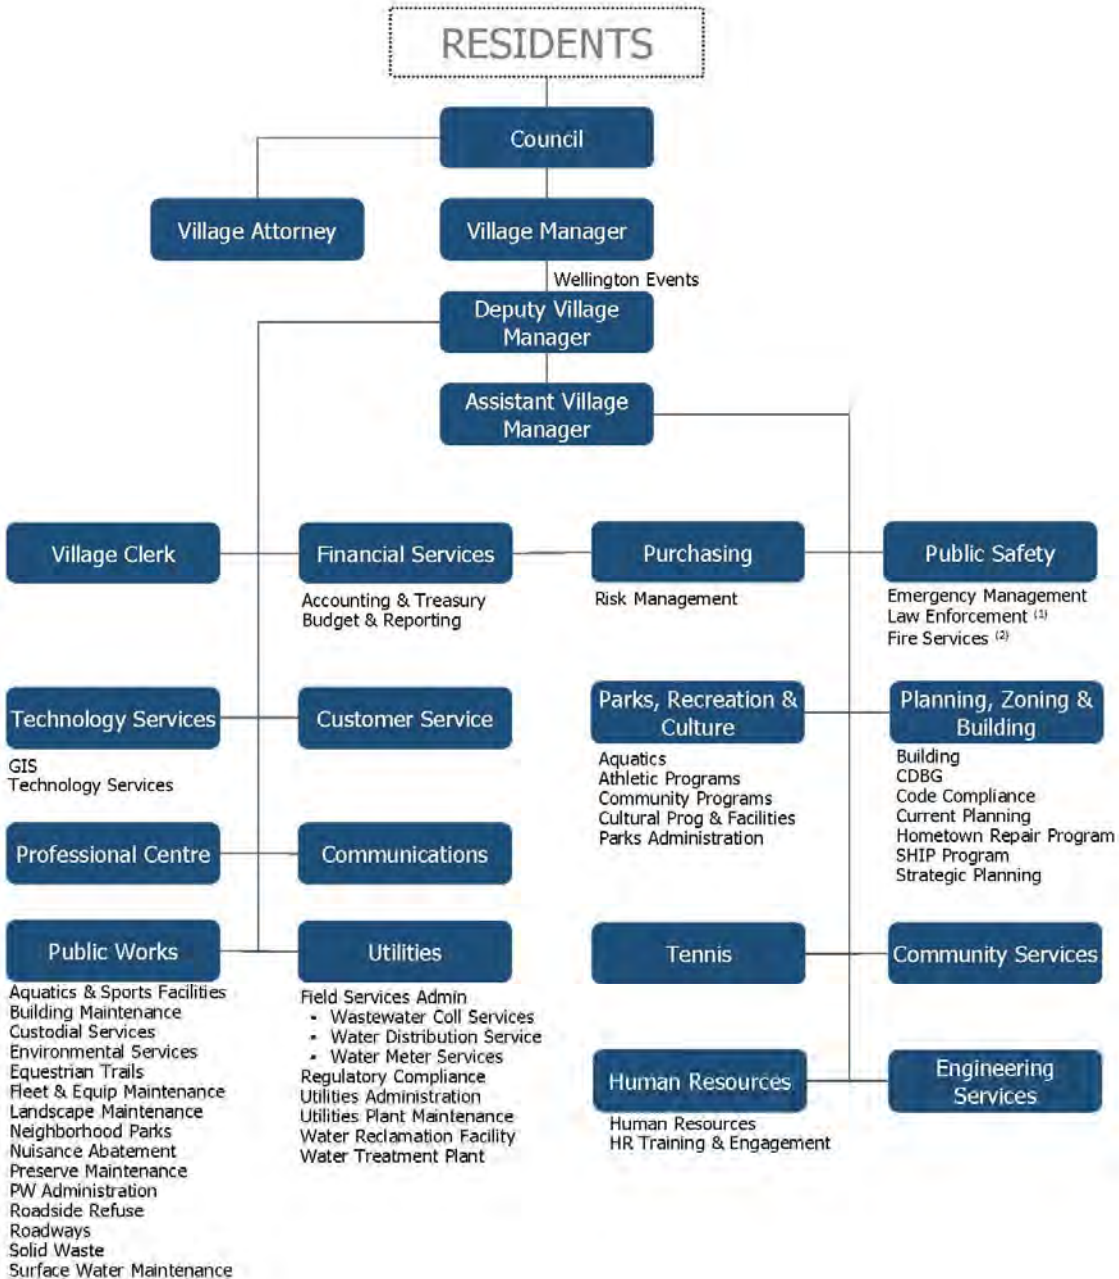 RESIDENTS
Council
Village Attorney
Village Manager
Wellington Events
Deputy Village
Manager
Assistant Village
Manager
Village Clerk
Financial Services
Accounting & Treasury
Budget & Reporting
Purchasing
Risk Management
Public Safety
Emergency Management
Law Enforcement (1)
Fire Services (2)
Technology Services
GIS
Technology Services
Customer Service
Parks, Recreation &
Culture
Aquatics
Athletic Programs
Community Programs
Cultural Prog & Facilities
Parks Administration
Planning, Zoning &
Building
Building
CDBG
Code Compliance
Current Planning
Hometown Repair Program
SHIP Program
Strategic Planning
Professional Centre
Communications
Public Works
Aquatics & Sports Facilities
Building Maintenance
Custodial Services
Environmental Services
Equestrian Trails
Fleet & Equip Maintenance
Landscape Maintenance
Neighborhood Parks
Nuisance Abatement
Preserve Maintenance
PW Administration
Roadside Refuse
Roadways
Solid Waste
Surface Water Maintenance
Utilities
Field Services Admin
▪ Wastewater Coll Services
▪ Water Distribution Service
▪ Water Meter Services
Regulatory Compliance
Utilities Administration
Utilities Plant Maintenance
Water Reclamation Facility
Water Treatment Plant
Tennis
Community Services
Human Resources
Human Resources
HR Training & Engagement
Engineering
Services